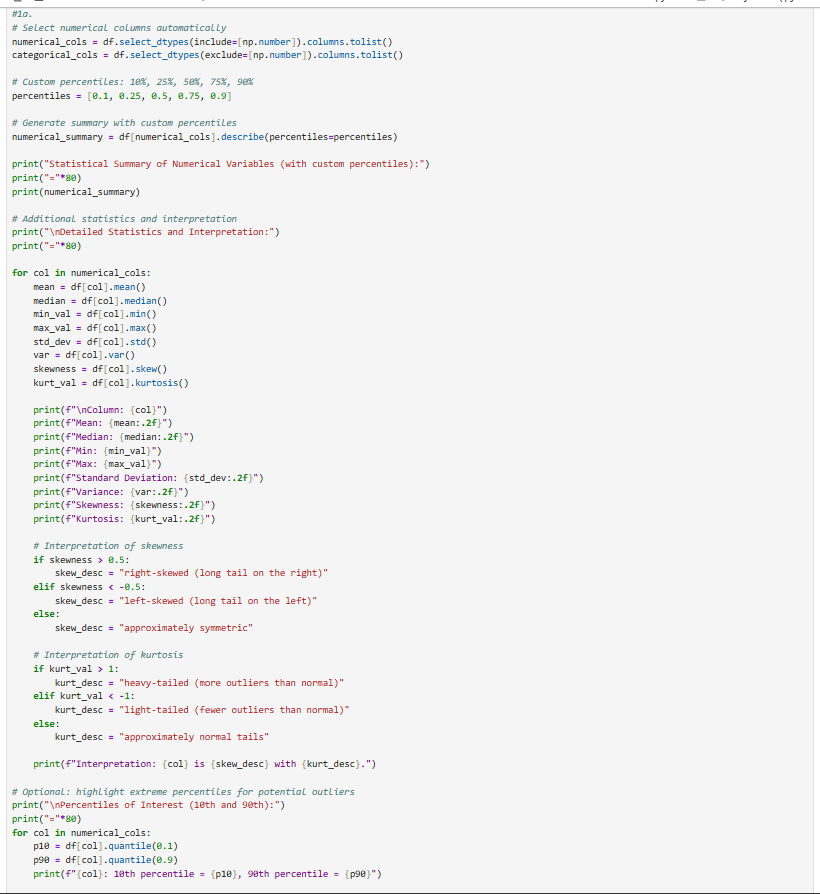 #1a.
# Select numerical columns automatically
numerical_cols = df.select_dtypes(include=[np.number]).columns.tolist()
categorical_cols = df.select_dtypes(exclude=[np.number]).columns.tolist()

# Custom percentiles: 10%, 25%, 50%, 75%, 90%
percentiles = [0.1, 0.25, 0.5, 0.75, 0.9]

# Generate summary with custom percentiles
numerical_summary = df[numerical_cols].describe(percentiles=percentiles)

print("Statistical Summary of Numerical Variables (with custom percentiles):")
print("="*80)
print(numerical_summary)

# Additional statistics and interpretation
print("\nDetailed Statistics and Interpretation:")
print("="*80)

for col in numerical_cols:
    mean = df[col].mean()
    median = df[col].median()
    min_val = df[col].min()
    max_val = df[col].max()
    std_dev = df[col].std()
    var = df[col].var()
    skewness = df[col].skew()
    kurt_val = df[col].kurtosis()

    print(f"\nColumn: {col}")
    print(f"Mean: {mean:.2f}")
    print(f"Median: {median:.2f}")
    print(f"Min: {min_val}")
    print(f"Max: {max_val}")
    print(f"Standard Deviation: {std_dev:.2f}")
    print(f"Variance: {var:.2f}")
    print(f"Skewness: {skewness:.2f}")
    print(f"Kurtosis: {kurt_val:.2f}")

    # Interpretation of skewness
    if skewness > 0.5:
        skew_desc = "right-skewed (long tail on the right)"
    elif skewness < -0.5:
        skew_desc = "left-skewed (long tail on the left)"
    else:
        skew_desc = "approximately symmetric"

    # Interpretation of kurtosis
    if kurt_val > 1:
        kurt_desc = "heavy-tailed (more outliers than normal)"
    elif kurt_val < -1:
        kurt_desc = "light-tailed (fewer outliers than normal)"
    else:
        kurt_desc = "approximately normal tails"

    print(f"Interpretation: {col} is {skew_desc} with {kurt_desc}.")

# Optional: highlight extreme percentiles for potential outliers
print("\nPercentiles of Interest (10th and 90th):")
print("="*80)
for col in numerical_cols:
    p10 = df[col].quantile(0.1)
    p90 = df[col].quantile(0.9)
    print(f"{col}: 10th percentile = {p10}, 90th percentile = {p90}")